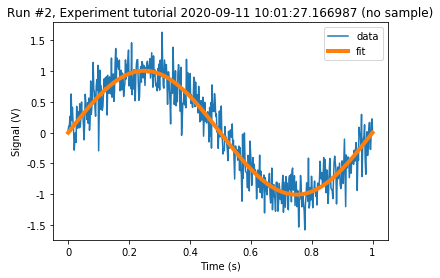 Run #2, Experiment tutorial 2020-09-11 10:01:27.166987 (no sample)
data
fit
Signal (V)
1.5
1
0.5
0
-0.5
-1
-1.5
0
0.2
0.4
0.6
0.8
1
Time (s)